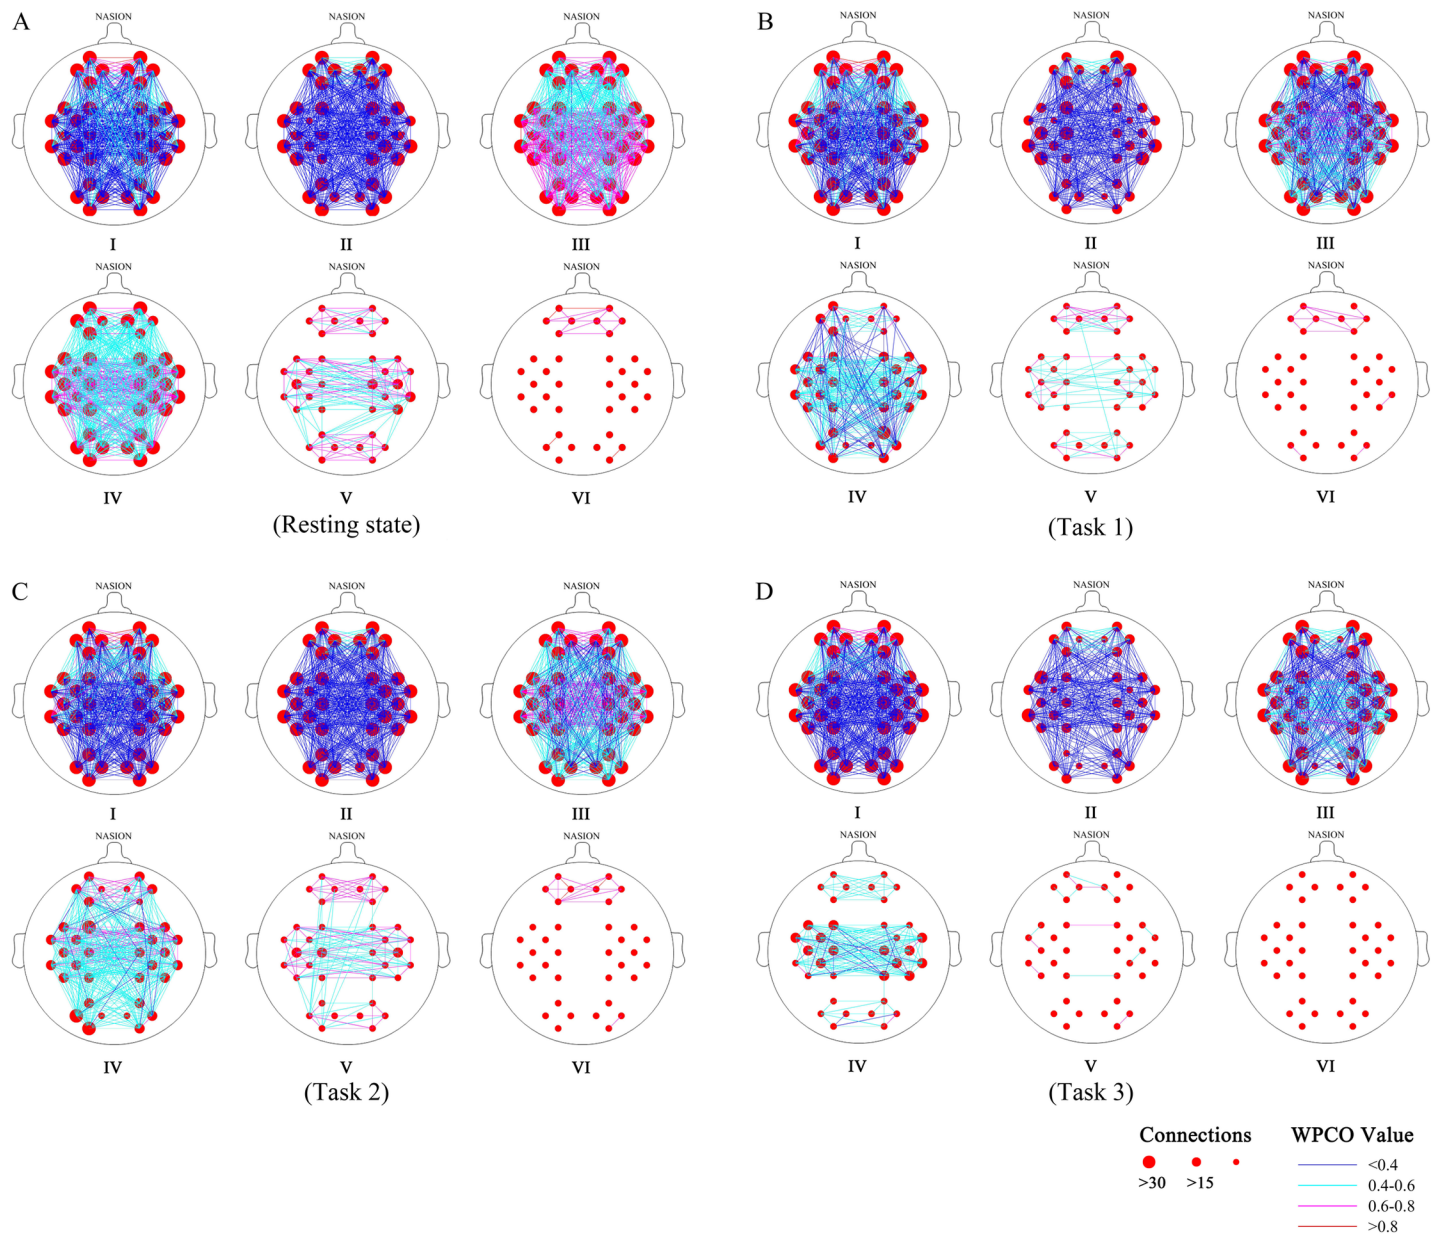 A
B
NASION NASION NASION NASION NASION NASION
I II III I II III
NASION NASION NASION NASION NASION NASION
IV V VI IV V VI
(Resting state) (Task 1)
C
D
NASION NASION NASION NASION NASION NASION
I II III I II III
NASION NASION NASION NASION NASION NASION
IV V VI IV V VI
(Task 2) (Task 3)
Connections WPCO Value
<0.4
>30 >15 0.4-0.6
0.6-0.8
>0.8